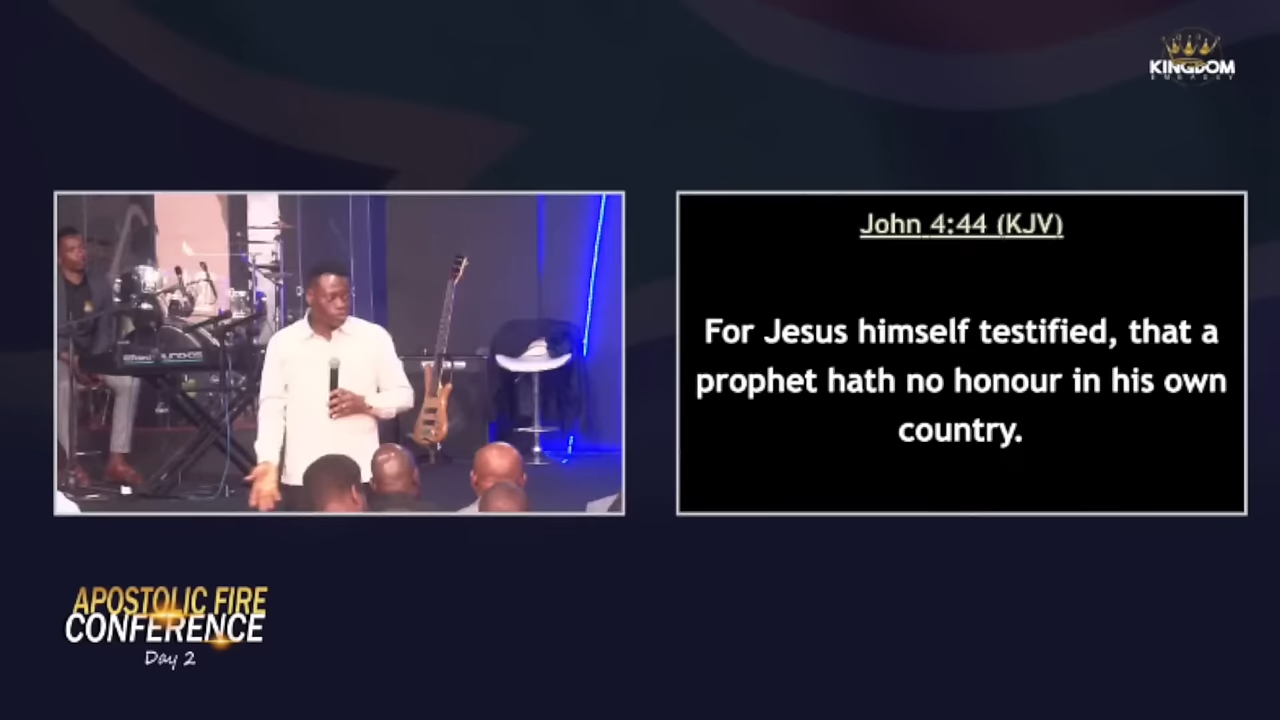 KINGDOM
EMBASSY
John 4:44 (KJV)
For Jesus himself testified, that a
prophet hath no honour in his own
country.
APOSTOLIC FIRE
CONFERENCE
Day 2